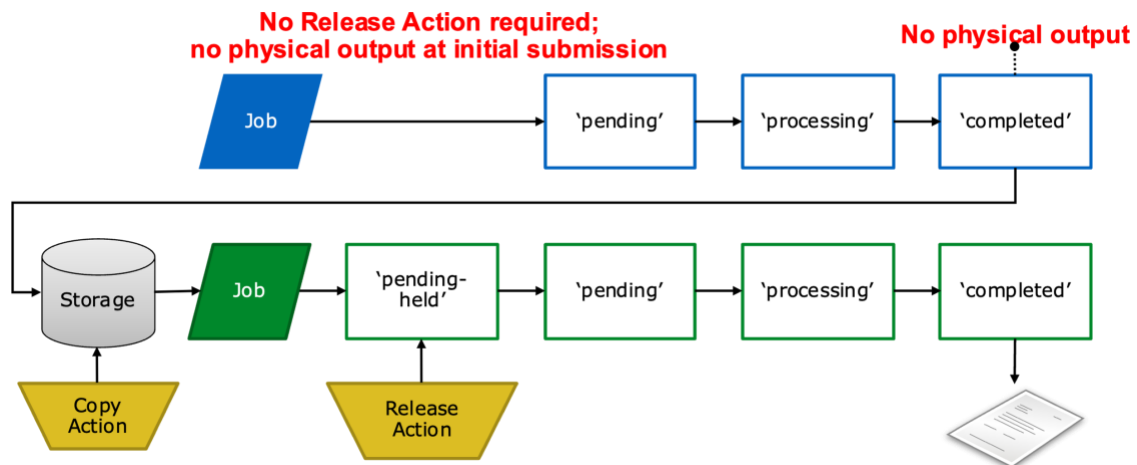 No Release Action required;
no physical output at initial submission
No physical output
Job
‘pending’
‘processing’
‘completed’
Storage
Job
‘pending-
held’
‘pending’
‘processing’
‘completed’
Copy
Action
Release
Action